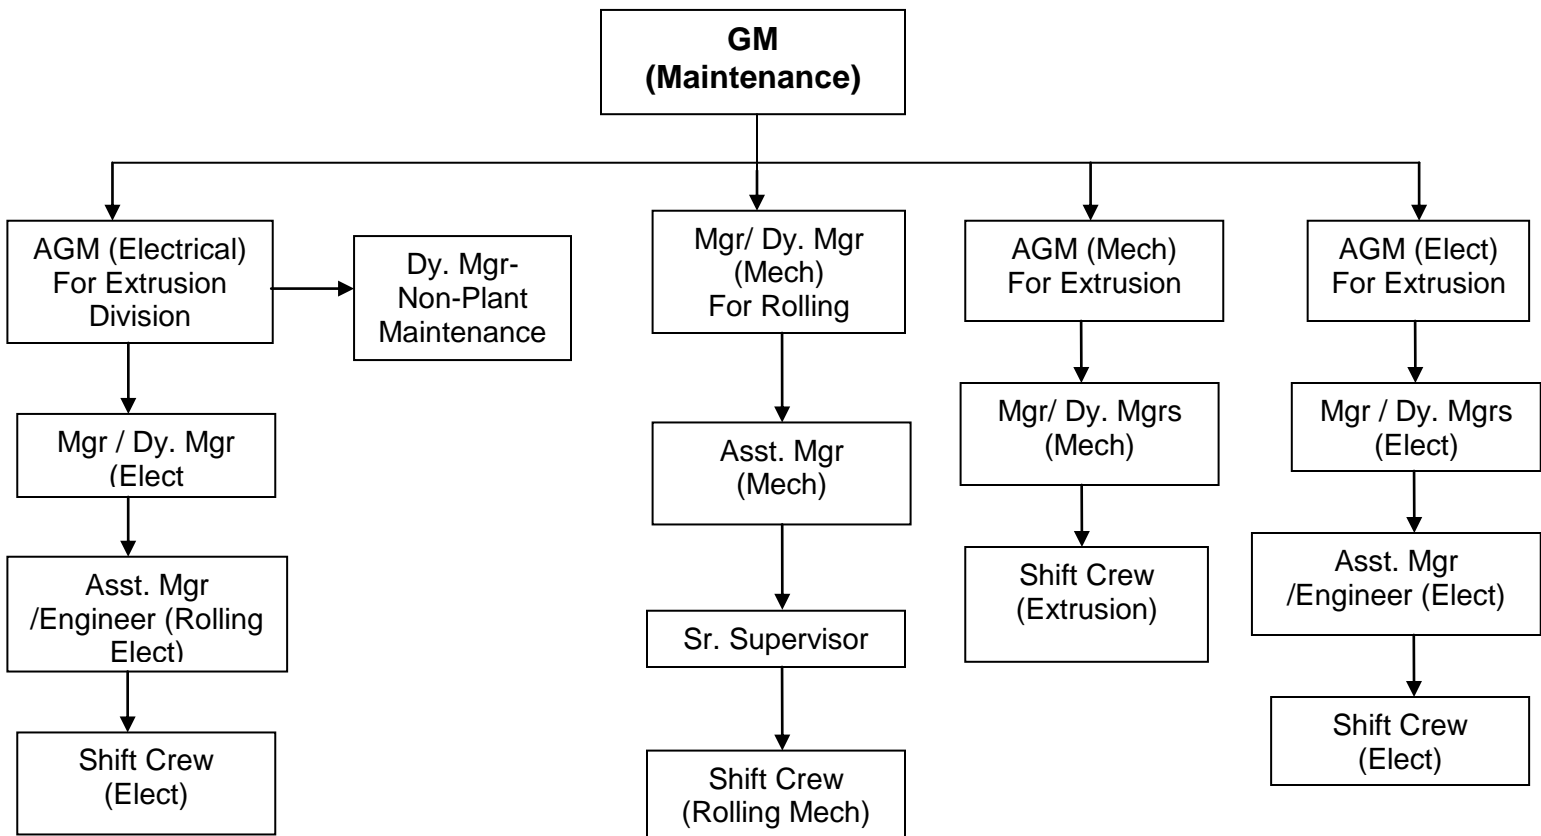 GM
(Maintenance)
AGM (Electrical)
For Extrusion
Division
Dy. Mgr-
Non-Plant
Maintenance
Mgr/ Dy. Mgr
(Mech)
For Rolling
AGM (Mech)
For Extrusion
AGM (Elect)
For Extrusion
Mgr / Dy. Mgr
(Elect
Asst. Mgr
(Mech)
Mgr/ Dy. Mgrs
(Mech)
Mgr / Dy. Mgrs
(Elect)
Asst. Mgr
/Engineer (Rolling
Elect)
Sr. Supervisor
Shift Crew
(Extrusion)
Asst. Mgr
/Engineer (Elect)
Shift Crew
(Elect)
Shift Crew
(Rolling Mech)
Shift Crew
(Elect)